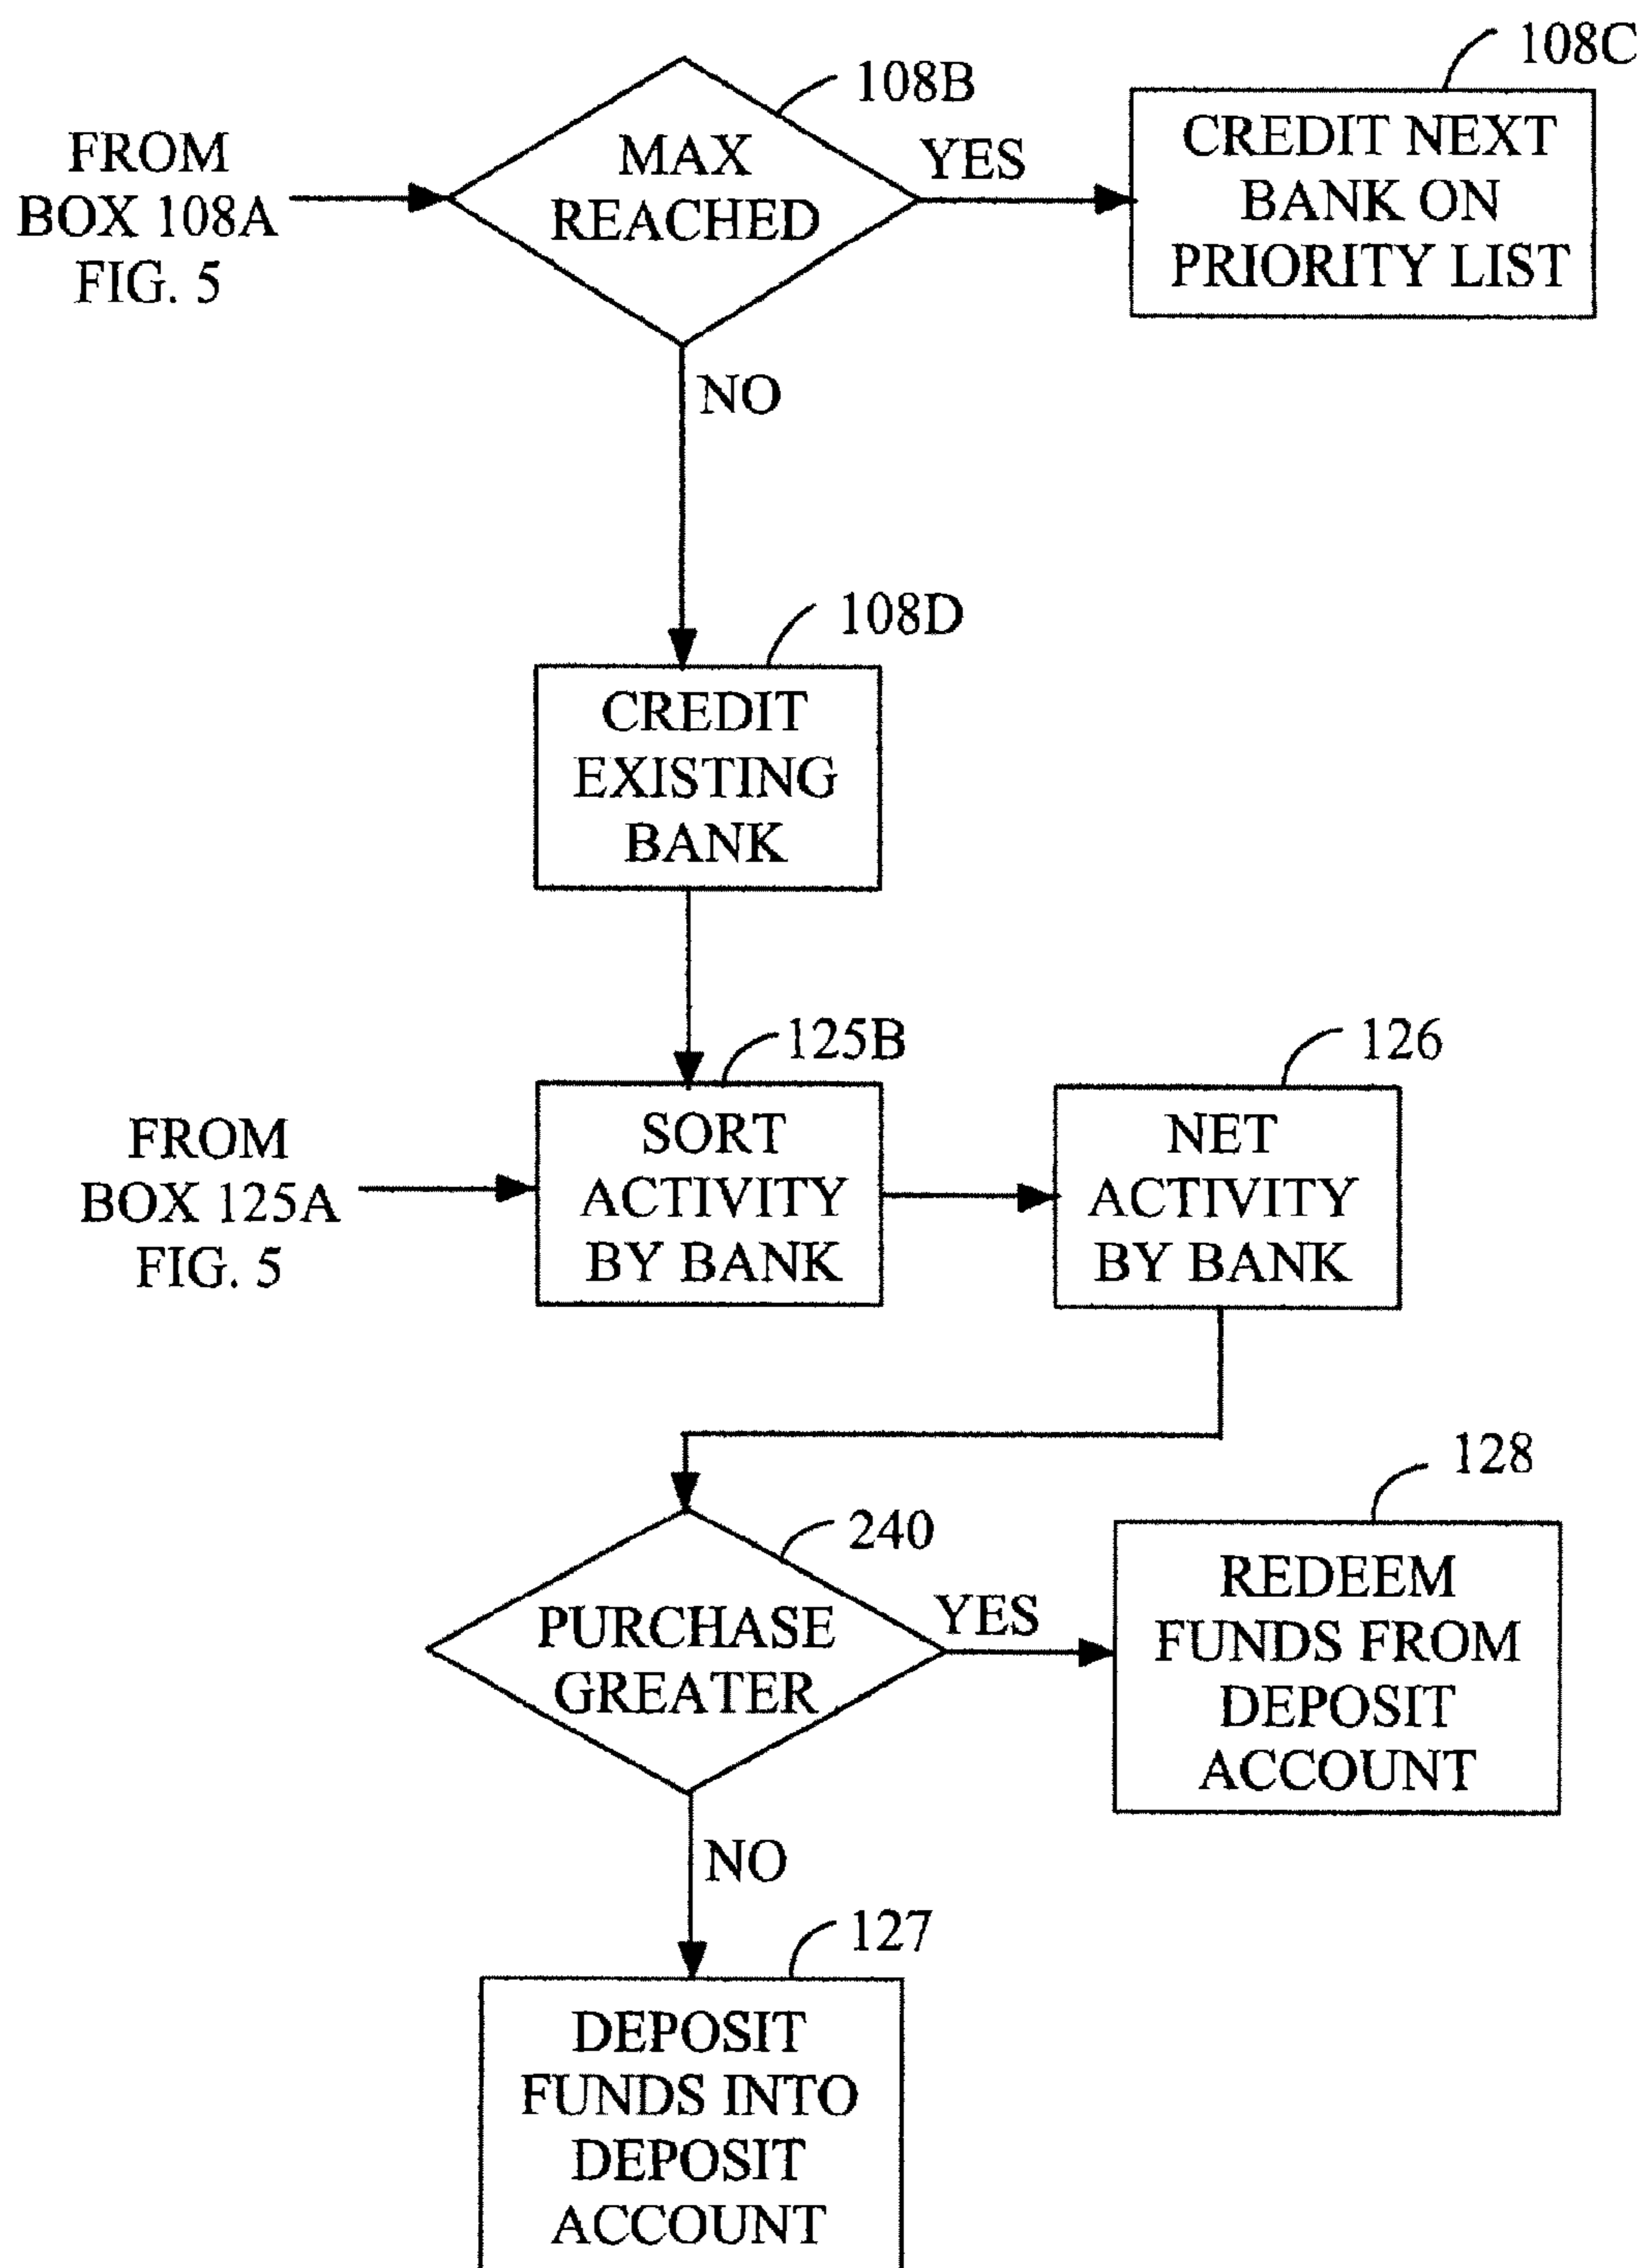 108C
108B
FROM
BOX 108A
FIG. 5
MAX
REACHED
YES
CREDIT NEXT
BANK ON
PRIORITY LIST
NO
108D
CREDIT
EXISTING
BANK
125B
126
FROM
BOX 125A
FIG. 5
SORT
ACTIVITY
BY BANK
NET
ACTIVITY
BY BANK
128
240
PURCHASE
GREATER
YES
REDEEM
FUNDS FROM
DEPOSIT
ACCOUNT
NO
127
DEPOSIT
FUNDS INTO
DEPOSIT
ACCOUNT